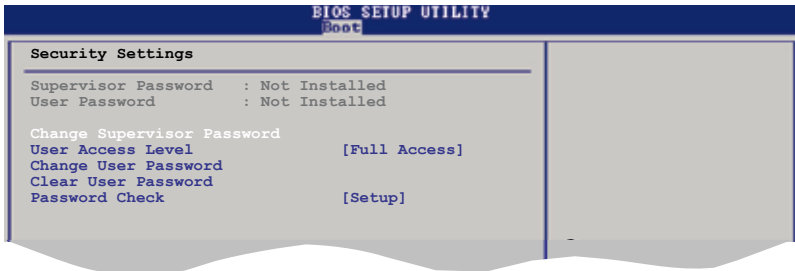 BIOS SETUP UTILITY
Boot
Security Settings
Supervisor Password : Not Installed
User Password : Not Installed
Change Supervisor Password
User Access Level [Full Access]
Change User Password
Clear User Password
Password Check [Setup]